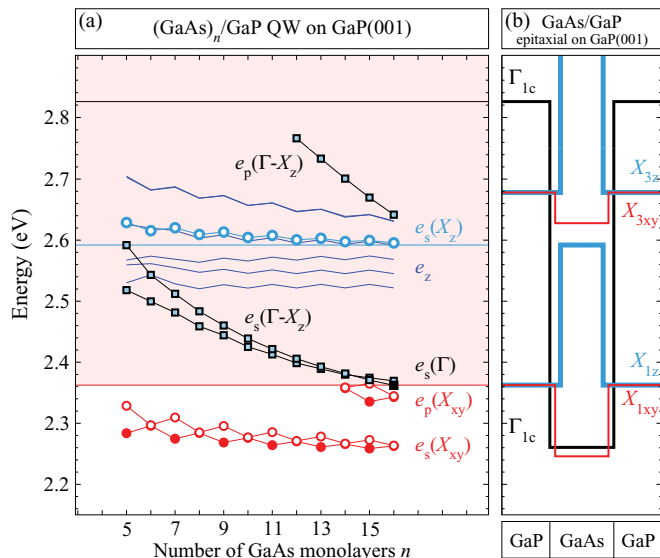 (a)
(GaAs)n/GaP QW on GaP(001)
(b)
GaAs/GaP
epitaxial on GaP(001)
Energy (eV)
2.8
2.7
2.6
2.5
2.4
2.3
2.2
ep(Γ-Xz)
es(Xz)
ez
es(Γ-Xz)
es(Γ)
ep(Xxy)
es(Xxy)
5
7
9
11
13
15
Number of GaAs monolayers n
Γ1c
X3z
X3xy
X1z
X1xy
Γ1c
GaP
GaAs
GaP